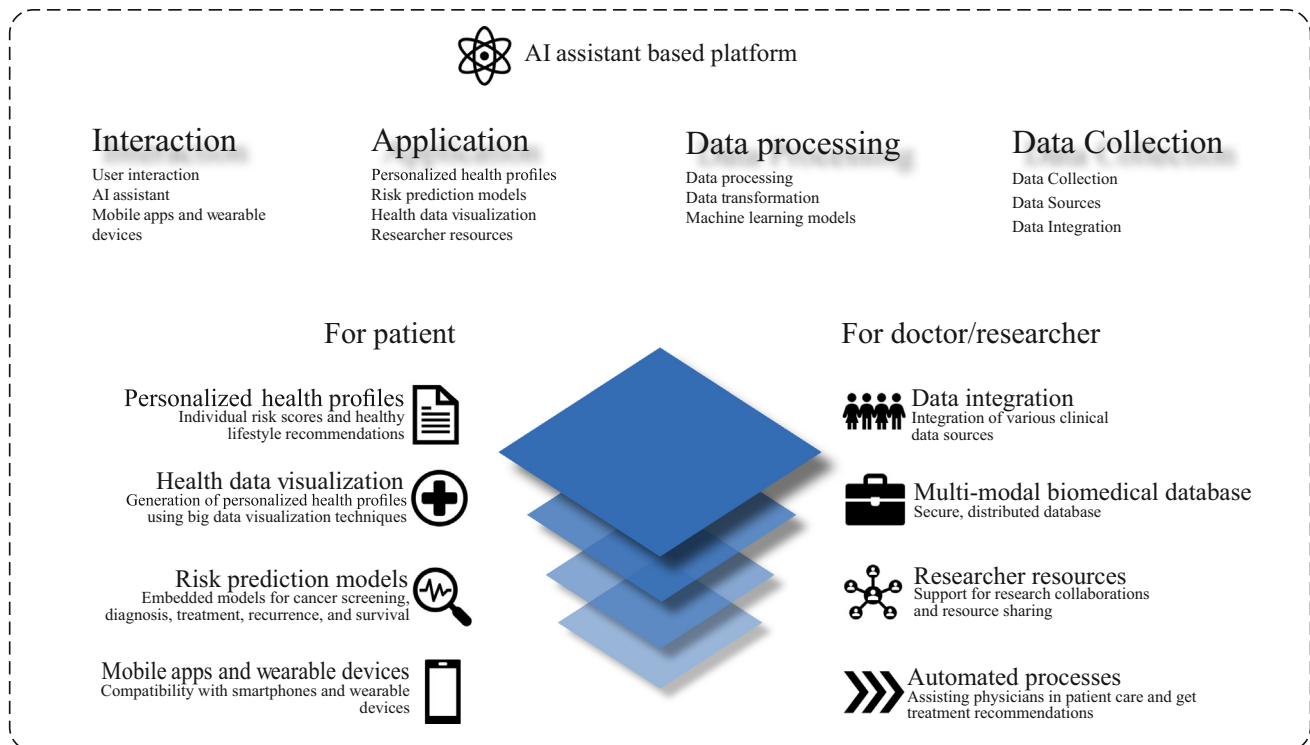 AI assistant based platform
Interaction
User interaction
AI assistant
Mobile apps and wearable
devices
Application
Personalized health profiles
Risk prediction models
Health data visualization
Researcher resources
Data processing
Data processing
Data transformation
Machine learning models
Data Collection
Data Collection
Data Sources
Data Integration
For patient
Personalized health profiles
Individual risk scores and healthy
lifestyle recommendations
Health data visualization
Generation of personalized health profiles
using big data visualization techniques
Risk prediction models
Embedded models for cancer screening,
diagnosis, treatment, recurrence, and survival
Mobile apps and wearable devices
Compatibility with smartphones and wearable
devices
For doctor/researcher
Data integration
Integration of various clinical
data sources
Multi-modal biomedical database
Secure, distributed database
Researcher resources
Support for research collaborations
and resource sharing
Automated processes
Assisting physicians in patient care and get
treatment recommendations